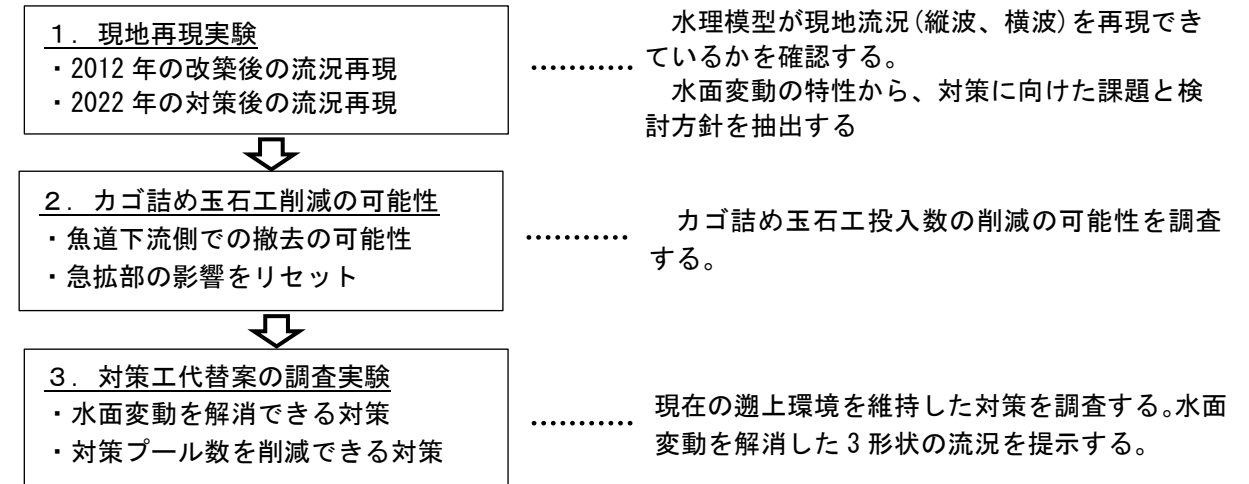 １． 現地再現実験
・2012 年の改築後の流況再現
・2022 年の対策後の流況再現
…………
水理模型が現地流況(縦波、横波)を再現でき
ているかを確認する。
水面変動の特性から、対策に向けた課題と検
討方針を抽出する
２． カゴ詰め玉石工削減の可能性
・魚道下流側での撤去の可能性
・急拡部の影響をリセット
…………
カゴ詰め玉石工投入数の削減の可能性を調査
する。
３． 対策工代替案の調査実験
・水面変動を解消できる対策
・対策プール数を削減できる対策
…………
現在の遡上環境を維持した対策を調査する。水面
変動を解消した 3 形状の流況を提示する。